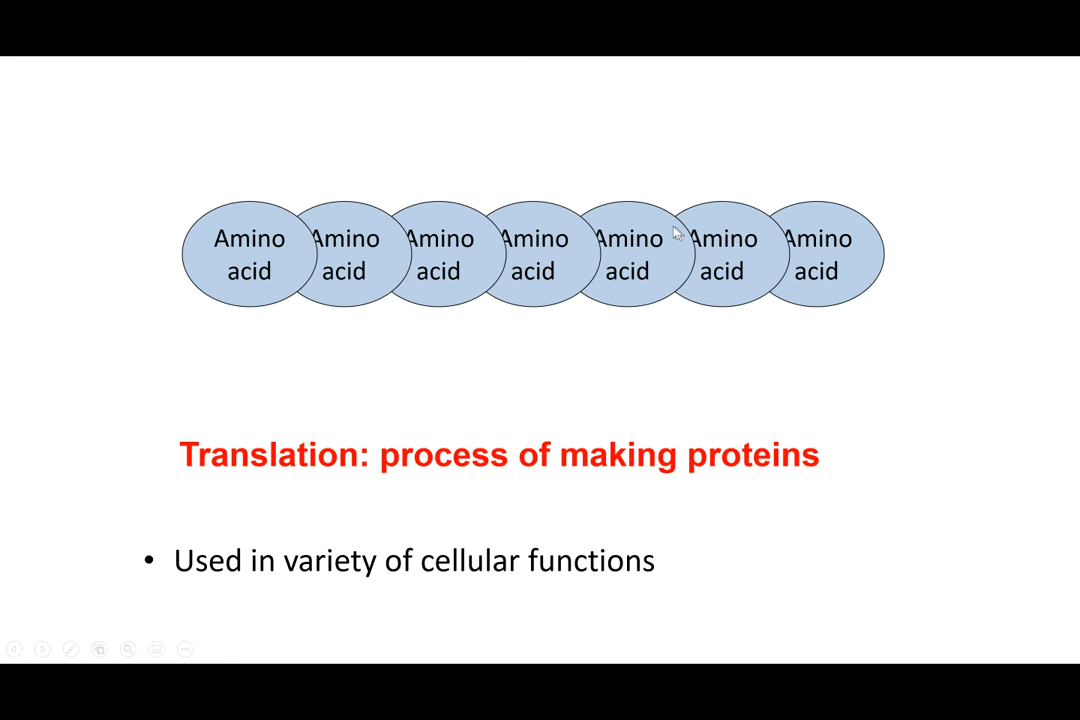 Amino Amino Amino Amino Amino Amino Amino
acid acid acid acid acid acid acid
Translation: process of making proteins
• Used in variety of cellular functions